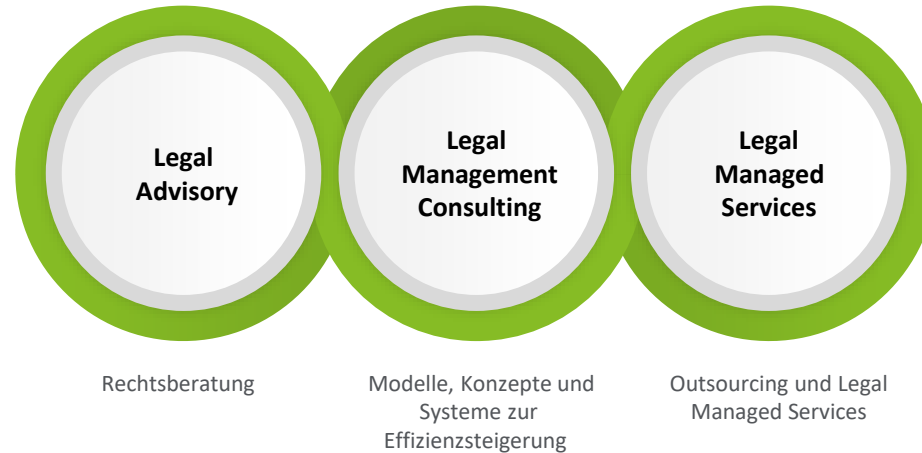 Legal
Advisory
Legal
Management
Consulting
Legal
Managed
Services
Rechtsberatung
Modelle, Konzepte und
Systeme zur
Effizienzsteigerung
Outsourcing und Legal
Managed Services